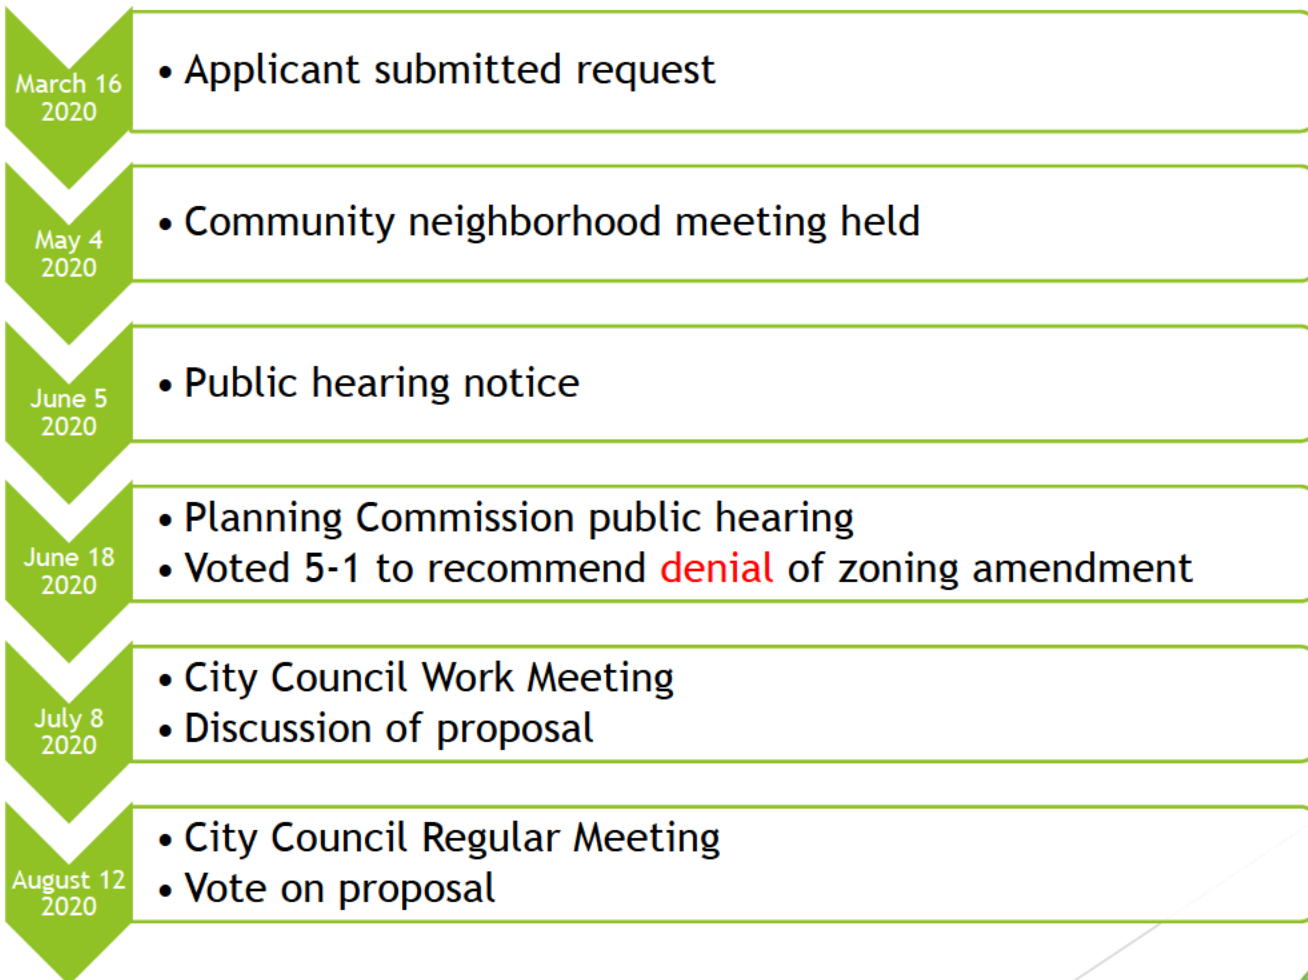 March 16
2020
• Applicant submitted request
May 4
2020
• Community neighborhood meeting held
June 5
2020
• Public hearing notice
June 18
2020
• Planning Commission public hearing
• Voted 5-1 to recommend denial of zoning amendment
July 8
2020
• City Council Work Meeting
• Discussion of proposal
August 12
2020
• City Council Regular Meeting
• Vote on proposal